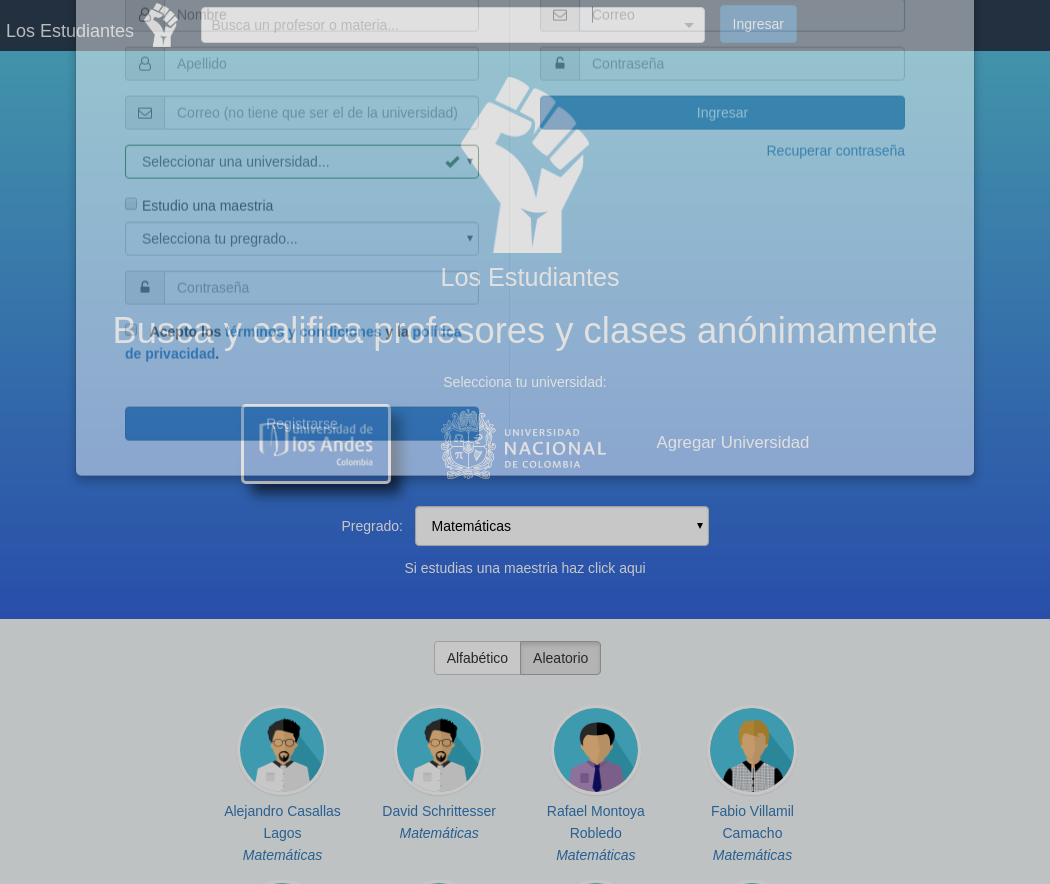 Los Estudiantes
Busca un profesor o materia...
Ingresar
Nombre
Correo
Apellido
Contraseña
Correo (no tiene que ser el de la universidad)
Ingresar
Seleccionar una universidad...
Recuperar contraseña
Estudio una maestria
Selecciona tu pregrado...
Contraseña
Los Estudiantes
Acepto los términos y condiciones y la política
de privacidad.
Busca y califica profesores y clases anónimamente
Selecciona tu universidad:
Registrarse
Universidad de
los Andes
Colombia
UNIVERSIDAD
NACIONAL
DE COLOMBIA
Agregar Universidad
Pregrado: Matemáticas
Si estudias una maestria haz click aqui
Alfabético Aleatorio
Alejandro Casallas
Lagos
Matemáticas
David Schrittesser
Matemáticas
Rafael Montoya
Robledo
Matemáticas
Fabio Villamil
Camacho
Matemáticas